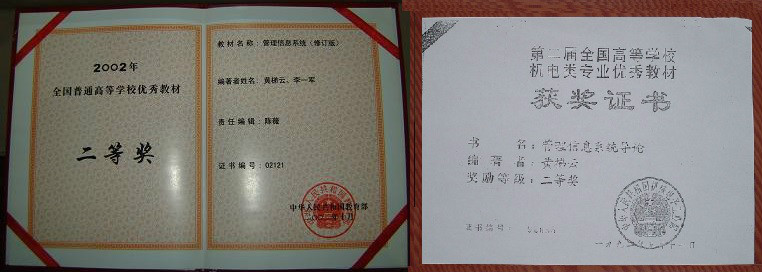 2002年
全国普通高等学校优秀教材
二等奖
教材名称：管理信息系统（修订版）
编著者姓名：黄梯云、李一军
责任编辑：陈薇
证书编号：02121
中华人民共和国教育部
第二届全国高等学校
机电类专业优秀教材
获奖证书
书名：管理信息系统导论
编著者：黄梯云
奖励等级：二等奖
证书编号：